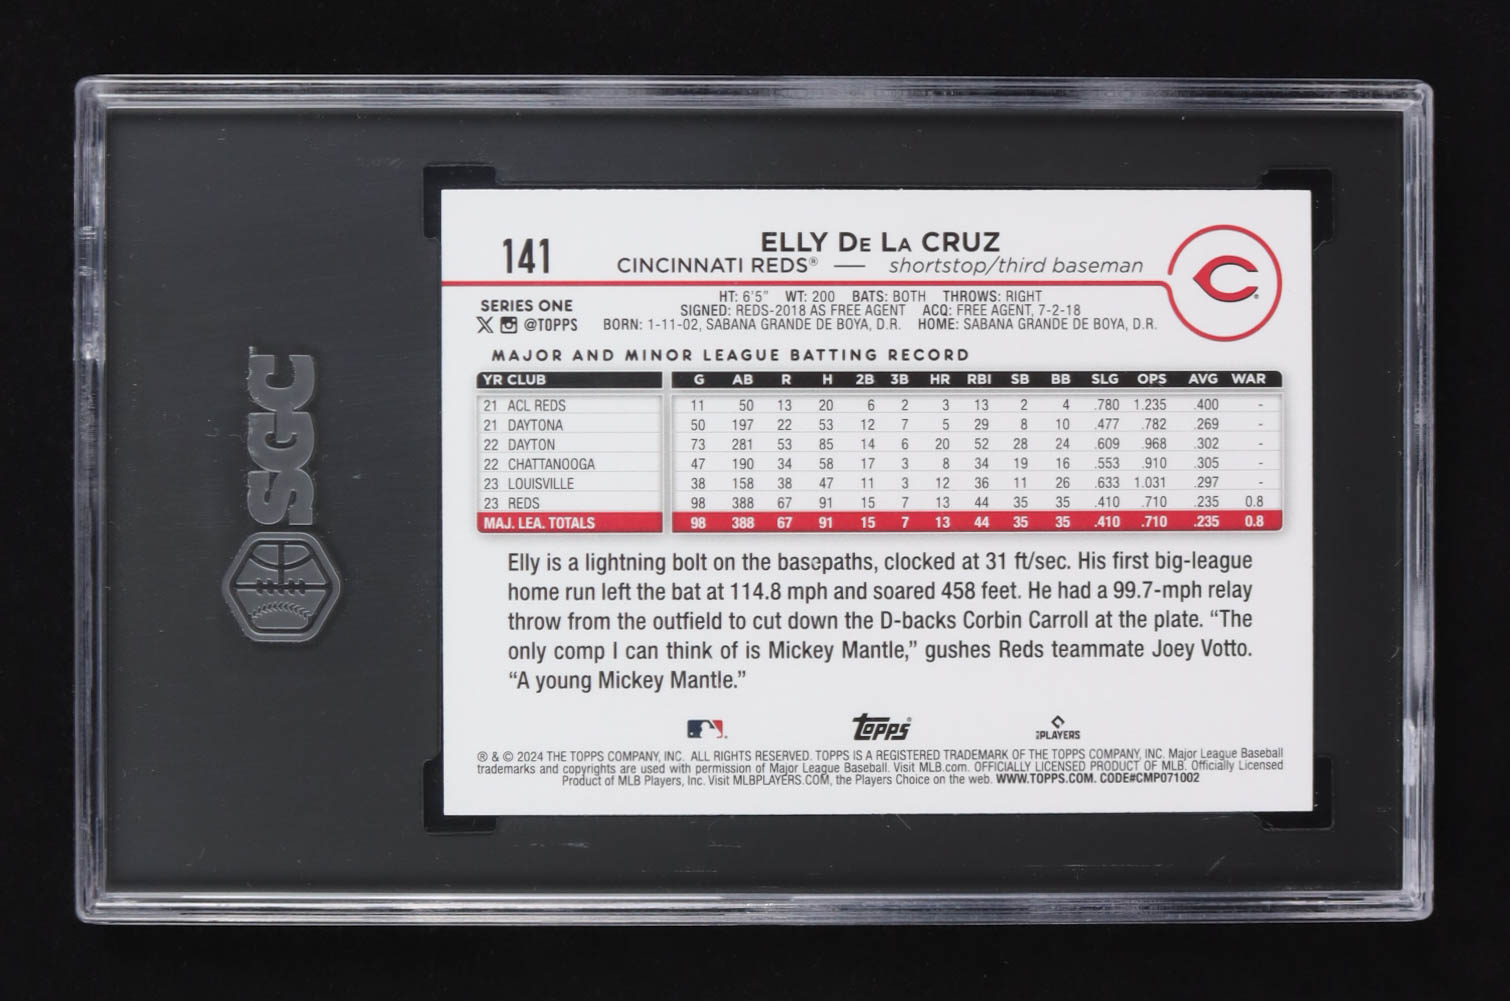 SGC
141
ELLY DE LA CRUZ
CINCINNATI REDS® — shortstop/third baseman
C
SERIES ONE
X @TOPPS
HT: 6'5" WT: 200 BATS: BOTH THROWS: RIGHT
SIGNED: REDS-2018 AS FREE AGENT ACQ: FREE AGENT, 7-2-18
BORN: 1-11-02, SABANA GRANDE DE BOYA, D.R. HOME: SABANA GRANDE DE BOYA, D.R.
MAJOR AND MINOR LEAGUE BATTING RECORD
YR CLUB G AB R H 2B 3B HR RBI SB BB SLG OPS AVG WAR
21 ACL REDS 11 50 13 20 6 2 3 13 2 4 .780 1.235 .400 -
21 DAYTONA 50 197 22 53 12 7 5 29 8 10 .477 .782 .269 -
22 DAYTON 73 281 53 85 14 6 20 52 28 24 .609 .968 .302 -
22 CHATTANOOGA 47 190 34 58 17 3 8 34 19 16 .553 .910 .305 -
23 LOUISVILLE 38 158 38 47 11 3 12 36 11 26 .633 1.031 .297 -
23 REDS 98 388 67 91 15 7 13 44 35 35 .410 .710 .235 0.8
MAJ. LEA. TOTALS 98 388 67 91 15 7 13 44 35 35 .410 .710 .235 0.8
Elly is a lightning bolt on the basepaths, clocked at 31 ft/sec. His first big-league
home run left the bat at 114.8 mph and soared 458 feet. He had a 99.7-mph relay
throw from the outfield to cut down the D-backs Corbin Carroll at the plate. “The
only comp I can think of is Mickey Mantle,” gushes Reds teammate Joey Votto.
“A young Mickey Mantle.”
Topps®
PLAYERS
® & © 2024 THE TOPPS COMPANY, INC. ALL RIGHTS RESERVED. TOPPS IS A REGISTERED TRADEMARK OF THE TOPPS COMPANY, INC. Major League Baseball
trademarks and copyrights are used with permission of Major League Baseball. Visit MLB.com. OFFICIALLY LICENSED PRODUCT OF MLB. Officially Licensed
Product of MLB Players, Inc. Visit MLBPLAYERS.COM, the Players Choice on the web. WWW.TOPPS.COM. CODE#CMP071002